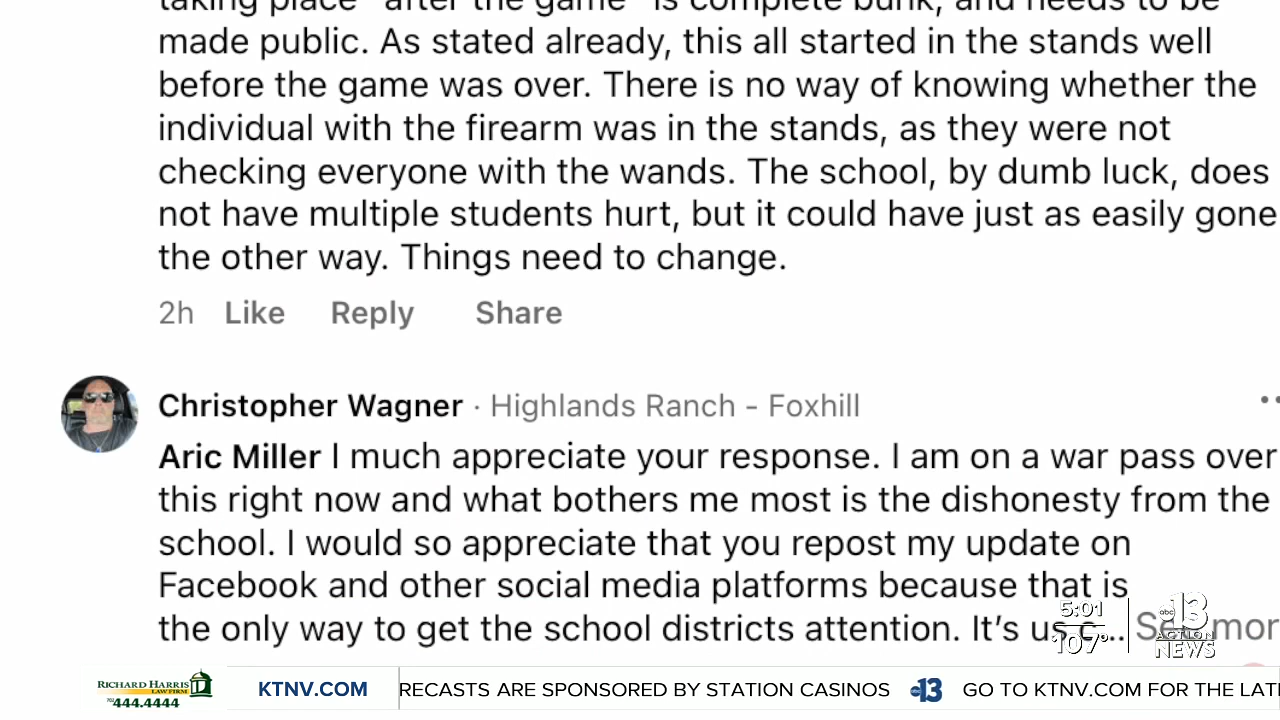 taking place "after the game" is complete bunk, and needs to be
made public. As stated already, this all started in the stands well
before the game was over. There is no way of knowing whether the
individual with the firearm was in the stands, as they were not
checking everyone with the wands. The school, by dumb luck, does
not have multiple students hurt, but it could have just as easily gone
the other way. Things need to change.
2h Like Reply Share
Christopher Wagner · Highlands Ranch - Foxhill
Aric Miller I much appreciate your response. I am on a war pass over
this right now and what bothers me most is the dishonesty from the
school. I would so appreciate that you repost my update on
Facebook and other social media platforms because that is
the only way to get the school districts attention. It's us
5:01
107°
abc 13
ACTION
NEWS
RICHARD HARRIS
LAW FIRM
702 444.4444
KTNV.COM
RECASTS ARE SPONSORED BY STATION CASINOS
abc 13
GO TO KTNV.COM FOR THE LAT